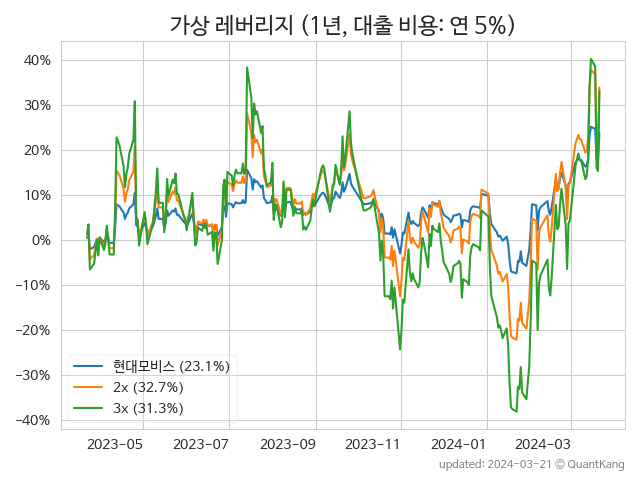 가상 레버리지 (1년, 대출 비용: 연 5%)
40%
30%
20%
10%
0%
−10%
−20%
−30%
−40%
현대모비스 (23.1%)
2x (32.7%)
3x (31.3%)
2023-05 2023-07 2023-09 2023-11 2024-01 2024-03
updated: 2024-03-21 © QuantKang